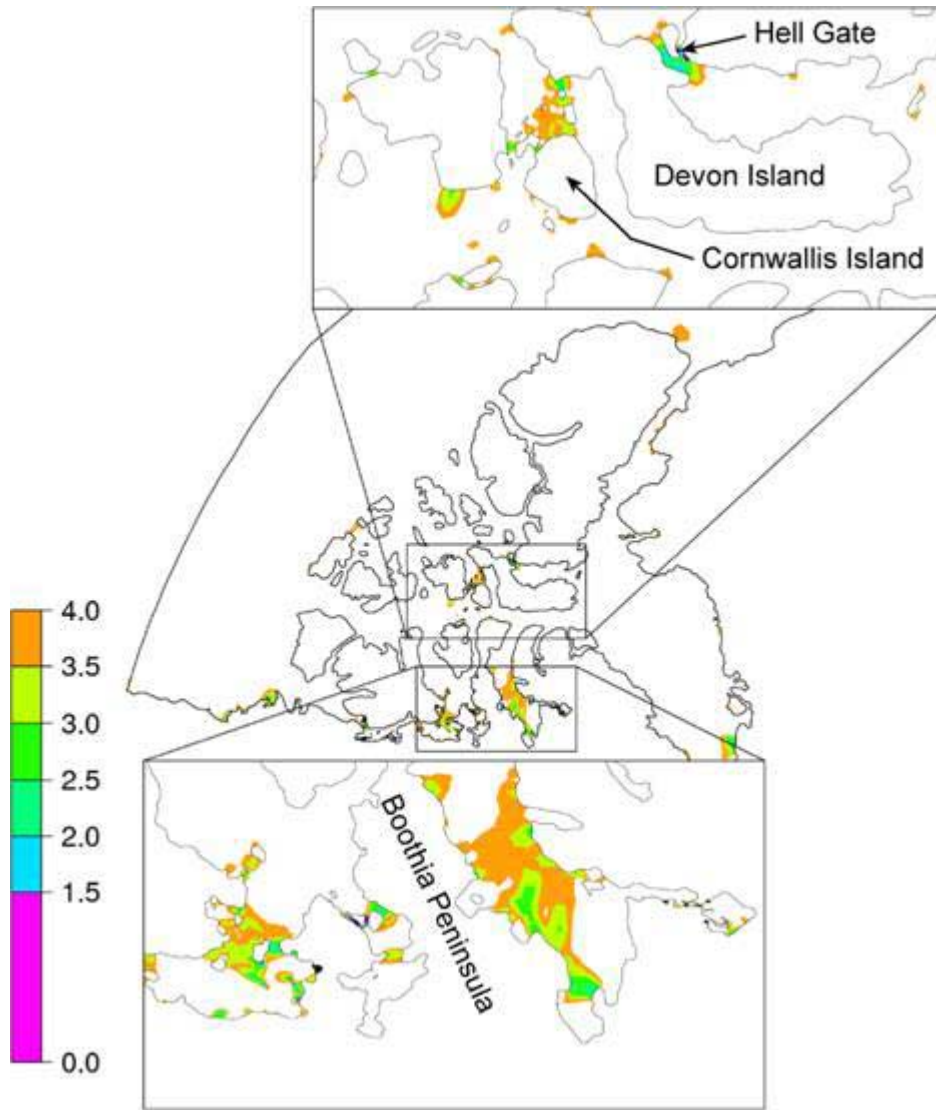 Hell Gate
Devon Island
Cornwallis Island
4.0
3.5
3.0
2.5
2.0
1.5
0.0
Boothia Peninsula